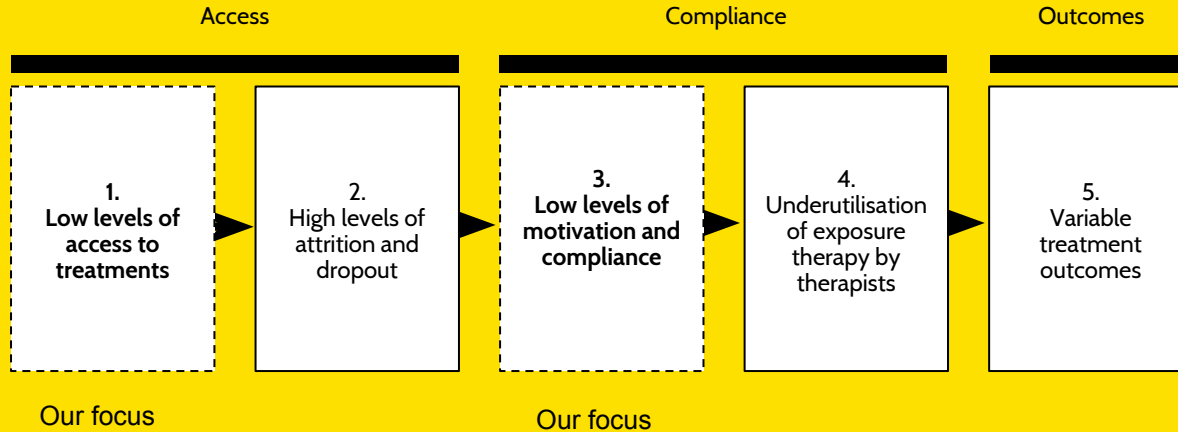 Access
Compliance
Outcomes
1.
Low levels of
access to
treatments
2.
High levels of
attrition and
dropout
3.
Low levels of
motivation and
compliance
4.
Underutilisation
of exposure
therapy by
therapists
5.
Variable
treatment
outcomes
Our focus
Our focus